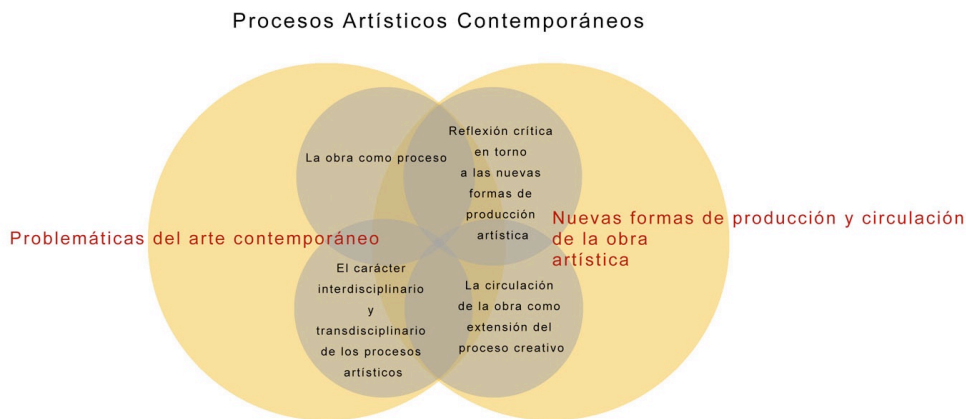 Procesos Artísticos Contemporáneos
La obra como proceso
Reflexión crítica
en torno
a las nuevas
formas de
producción
artística
Problemáticas del arte contemporáneo
Nuevas formas de producción y circulación
de la obra
artística
El carácter
interdisciplinario
y
transdisciplinario
de los procesos
artísticos
La circulación
de la obra como
extensión del
proceso creativo